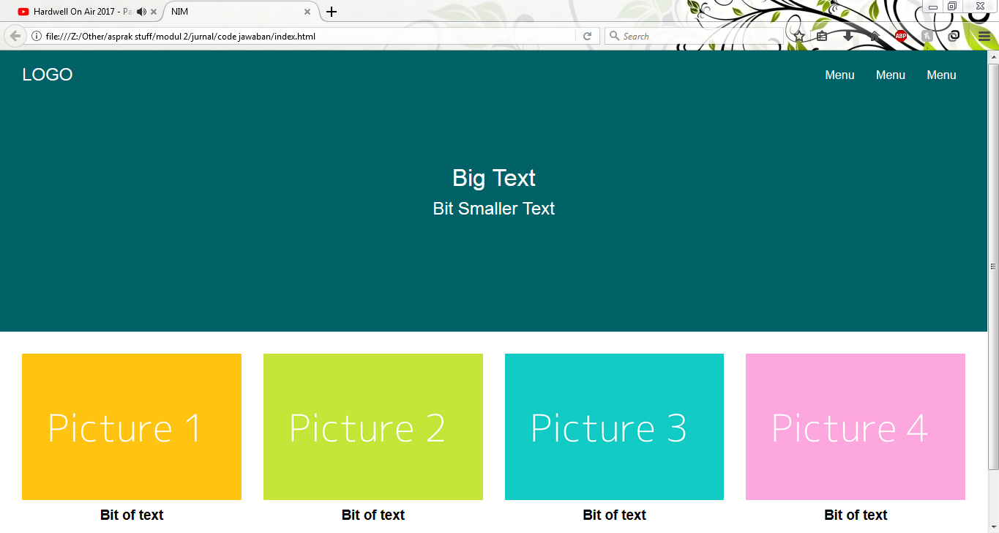 Hardwell On Air 2017 - Pa
NIM
file:///Z:/Other/asprak stuff/modul 2/jurnal/code jawaban/index.html
Search
ABP
LOGO
Menu Menu Menu
Big Text
Bit Smaller Text
Picture 1 Picture 2 Picture 3 Picture 4
Bit of text Bit of text Bit of text Bit of text